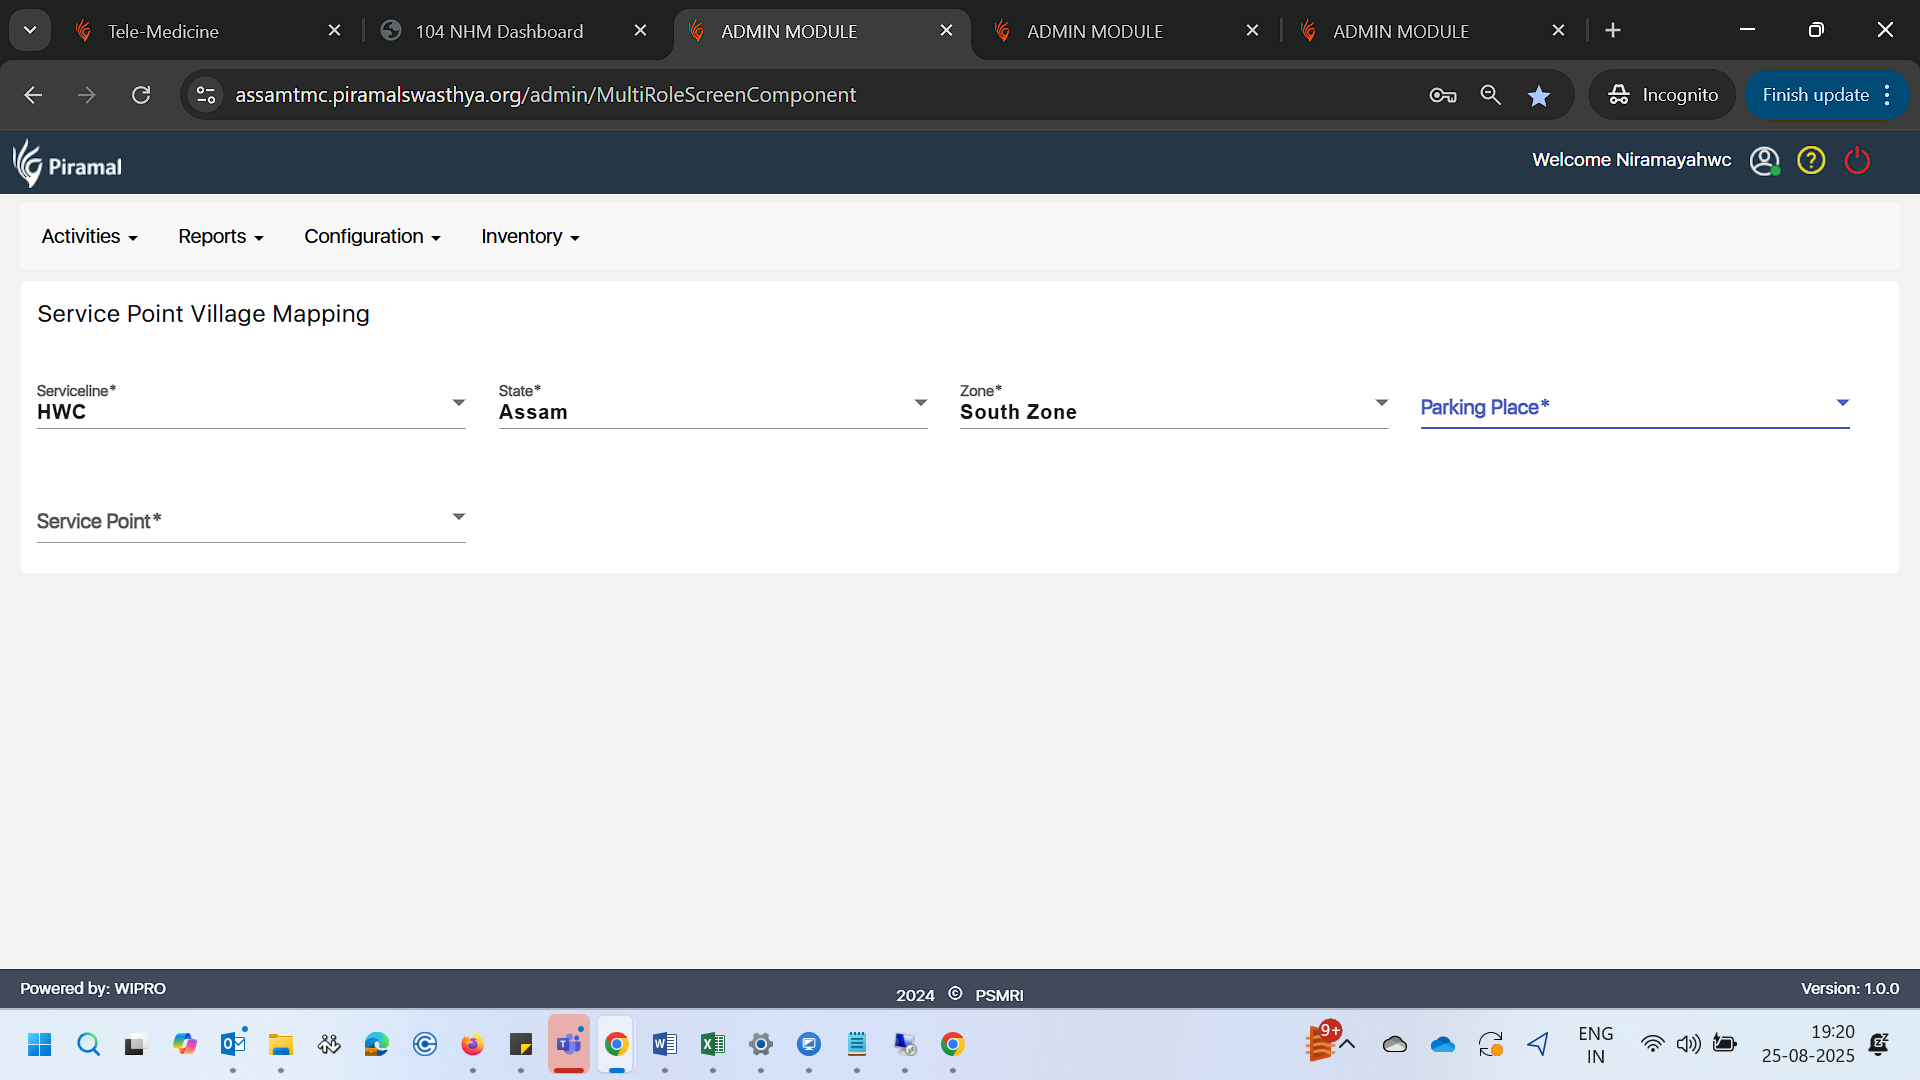 Tele-Medicine
104 NHM Dashboard
ADMIN MODULE
ADMIN MODULE
ADMIN MODULE
assamtmc.piramalswasthya.org/admin/MultiRoleScreenComponent
Incognito
Finish update
Piramal
Welcome Niramayahwc
Activities
Reports
Configuration
Inventory
Service Point Village Mapping
Serviceline*
HWC
State*
Assam
Zone*
South Zone
Parking Place*
Service Point*
Powered by: WIPRO
2024 © PSMRI
Version: 1.0.0
9+
ENG
IN
19:20
25-08-2025